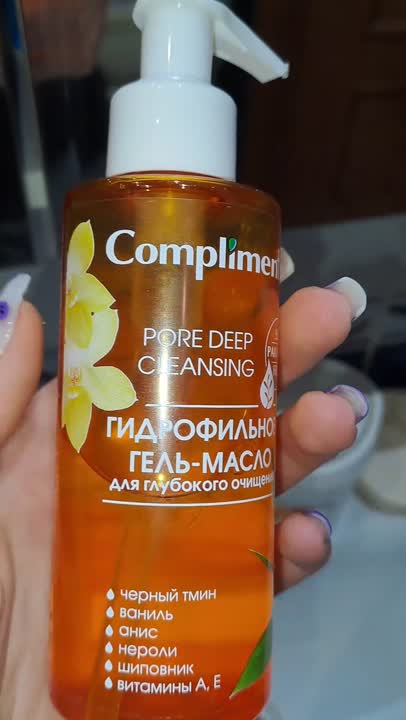 Compliment
PORE DEEP
CLEANSING
ГИДРОФИЛЬНОЕ
ГЕЛЬ-МАСЛО
для глубокого очищения
черный тмин
ваниль
анис
нероли
шиповник
витамины А, Е